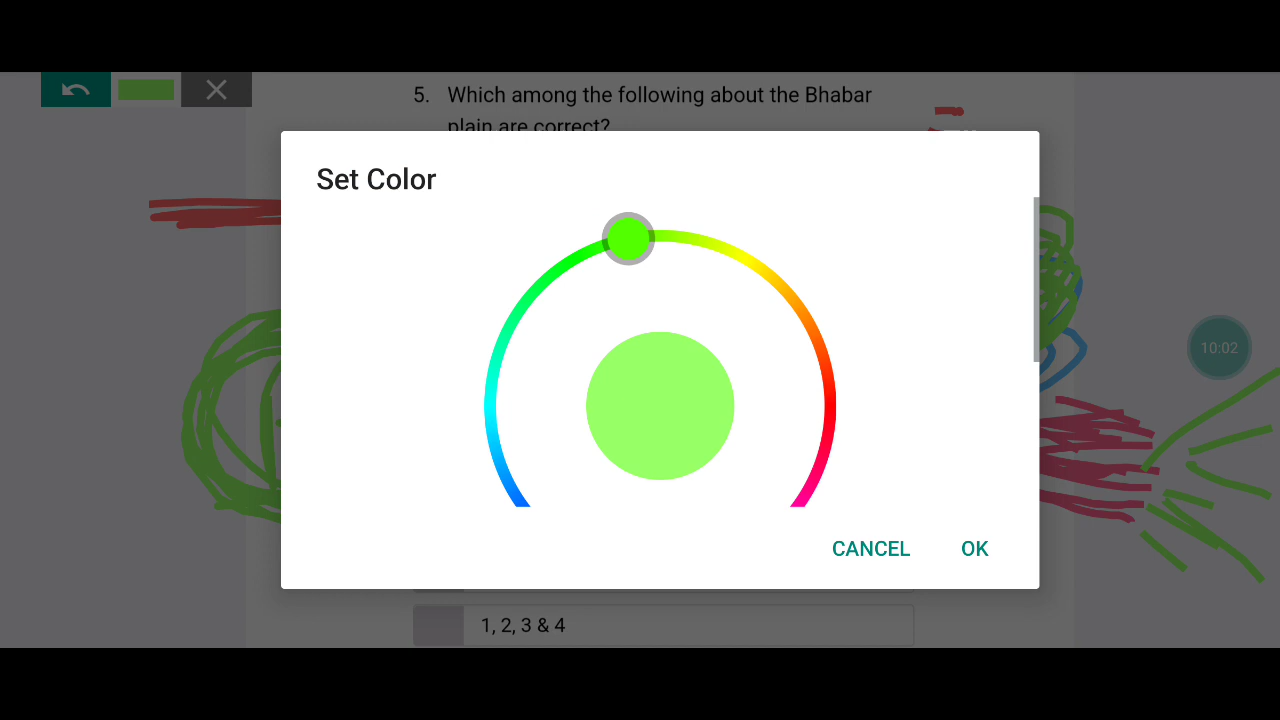 5. Which among the following about the Bhabar
plain are correct?
Set Color
10:02
CANCEL OK
1, 2, 3 & 4